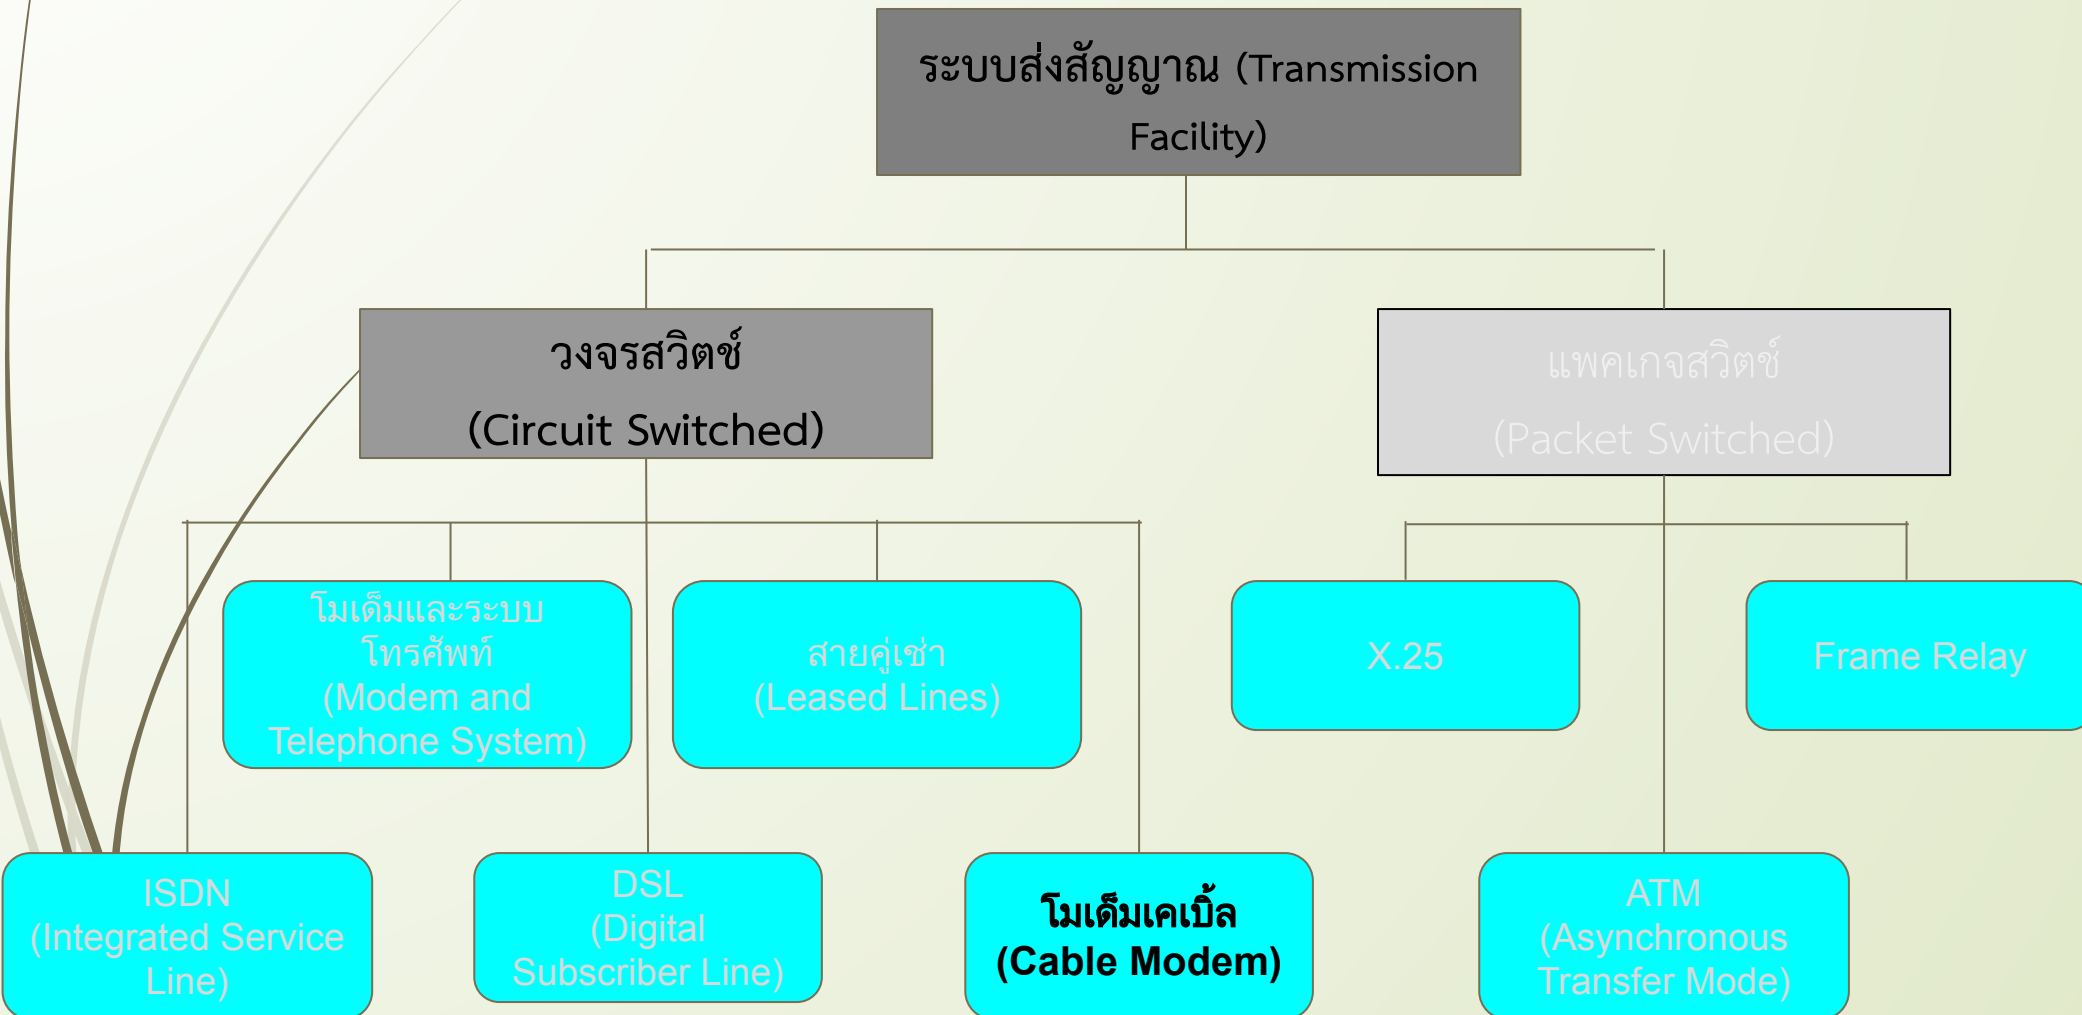 ระบบส่งสัญญาณ (Transmission
Facility)
วงจรสวิตช์
(Circuit Switched)
แพคเกจสวิตช์
(Packet Switched)
โมเด็มและระบบ
โทรศัพท์
(Modem and
Telephone System)
สายคู่เช่า
(Leased Lines)
X.25
Frame Relay
ISDN
(Integrated Service
Line)
DSL
(Digital
Subscriber Line)
โมเด็มเคเบิ้ล
(Cable Modem)
ATM
(Asynchronous
Transfer Mode)